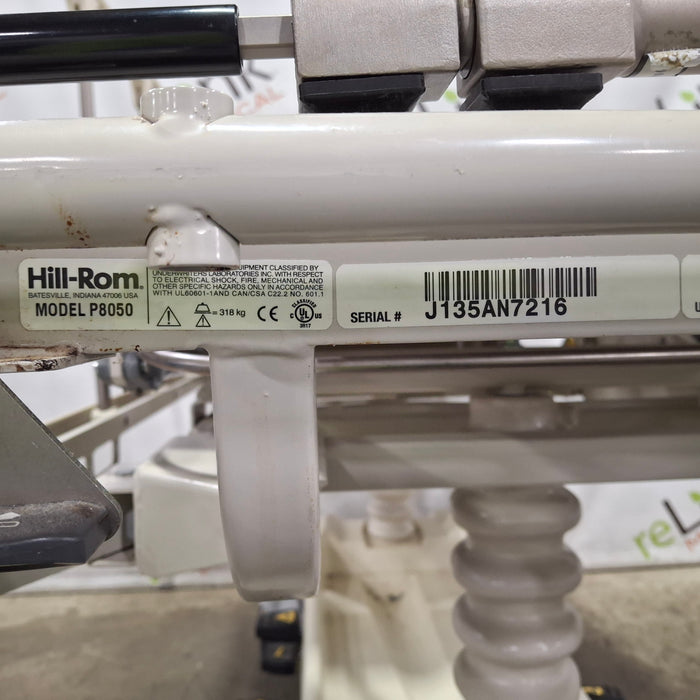 Hill-Rom®
BATESVILLE, INDIANA 47006 USA
MODEL P8050
EQUIPMENT CLASSIFIED BY
UNDERWRITERS LABORATORIES INC. WITH RESPECT
TO ELECTRICAL SHOCK, FIRE, MECHANICAL AND
OTHER SPECIFIC HAZARDS ONLY IN ACCORDANCE
WITH UL60601-1AND CAN/CSA C22.2 NO. 601.1
= 318 kg
CE
CLASSIFIED
C UL US
3R17
SERIAL #
J135AN7216